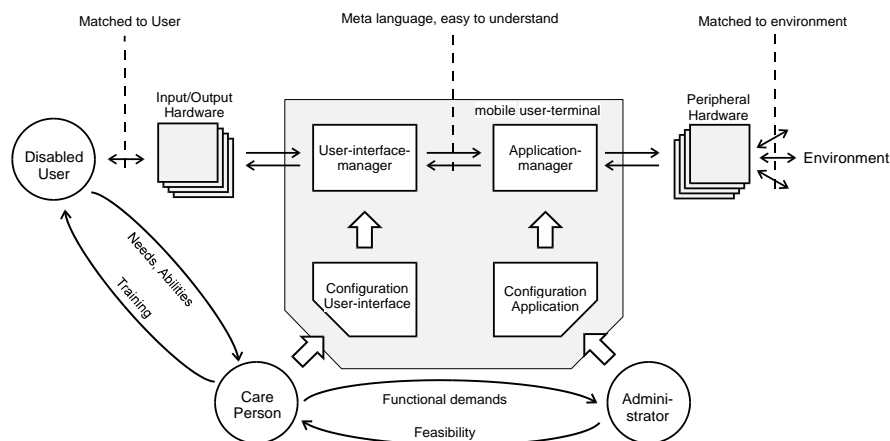 Matched to User
Meta language, easy to understand
Matched to environment
Input/Output
Hardware
mobile user-terminal
Peripheral
Hardware
Disabled
User
User-interface-
manager
Application-
manager
Environment
Needs, Abilities
Training
Configuration
User-interface
Configuration
Application
Care
Person
Functional demands
Feasibility
Admini-
strator